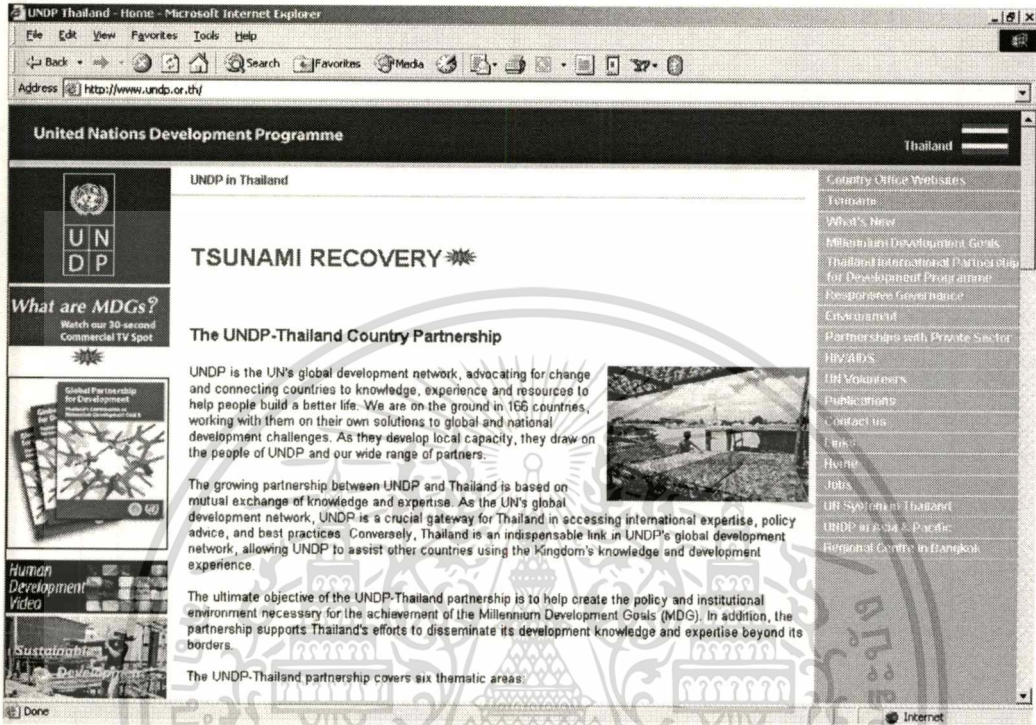 UNDP Thailand - Home - Microsoft Internet Explorer
File Edit View Favorites Tools Help
Back Search Favorites Media
Address http://www.undp.or.th/
United Nations Development Programme
Thailand
UN
DP
What are MDGs?
Watch our 30-second
Commercial TV Spot
Global Partnership
for Development
Human
Development
Video
Sustainable
Development
UNDP in Thailand
TSUNAMI RECOVERY
The UNDP-Thailand Country Partnership
UNDP is the UN's global development network, advocating for change
and connecting countries to knowledge, experience and resources to
help people build a better life. We are on the ground in 166 countries,
working with them on their own solutions to global and national
development challenges. As they develop local capacity, they draw on
the people of UNDP and our wide range of partners.
The growing partnership between UNDP and Thailand is based on
mutual exchange of knowledge and expertise. As the UN's global
development network, UNDP is a crucial gateway for Thailand in accessing international expertise, policy
advice, and best practices. Conversely, Thailand is an indispensable link in UNDP's global development
network, allowing UNDP to assist other countries using the Kingdom's knowledge and development
experience.
The ultimate objective of the UNDP-Thailand partnership is to help create the policy and institutional
environment necessary for the achievement of the Millennium Development Goals (MDG). In addition, the
partnership supports Thailand's efforts to disseminate its development knowledge and expertise beyond its
borders.
The UNDP-Thailand partnership covers six thematic areas:
Country Office Websites
Tsunami
What's New
Millennium Development Goals
Thailand International Partnership
for Development Programme
Responsive Governance
Environment
Partnerships with Private Sector
HIV/AIDS
UN Volunteers
Publications
Contact us
Links
Home
Jobs
UN System in Thailand
UNDP in Asia & Pacific
Regional Centre in Bangkok
Done
Internet